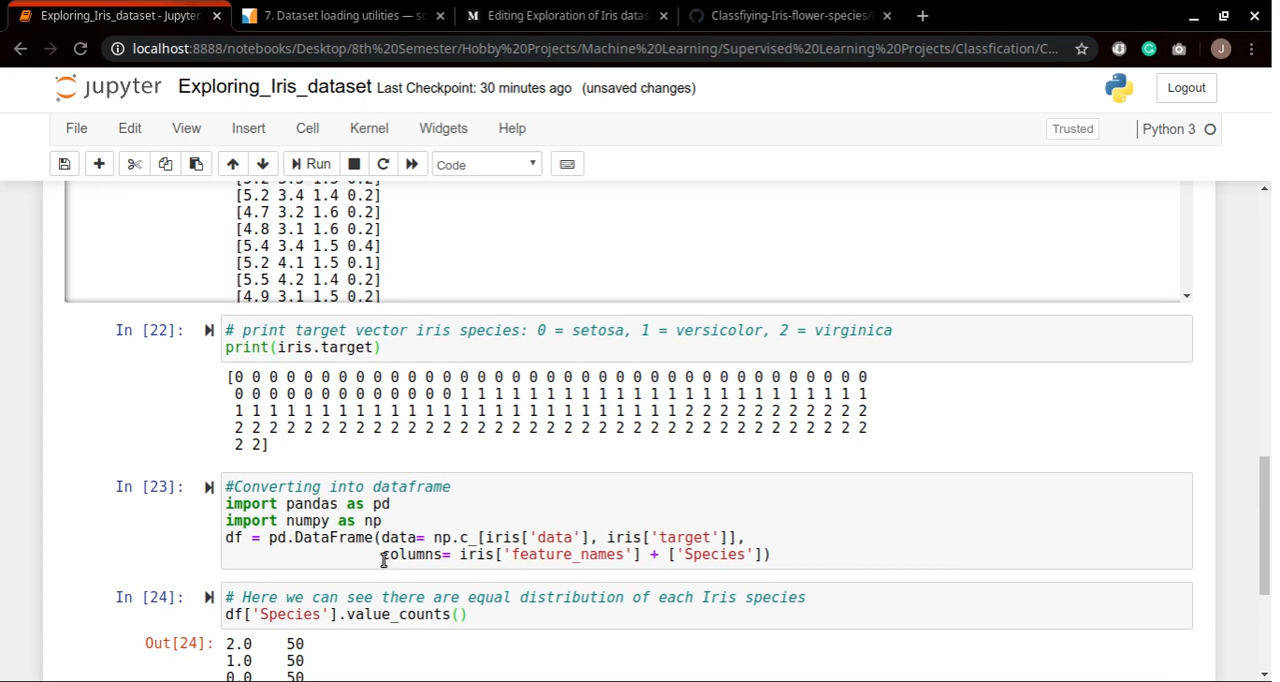 Exploring_Iris_dataset - Jupyter
7. Dataset loading utilities — sc
M Editing Exploration of Iris datas
Classfiying-Iris-flower-species/
localhost:8888/notebooks/Desktop/8th%20Semester/Hobby%20Projects/Machine%20Learning/Supervised%20Learning%20Projects/Classfication/C...
J
jupyter Exploring_Iris_dataset Last Checkpoint: 30 minutes ago (unsaved changes)
Logout
File Edit View Insert Cell Kernel Widgets Help
Trusted
Python 3
Run
Code
[5.2 3.4 1.4 0.2]
[4.7 3.2 1.6 0.2]
[4.8 3.1 1.6 0.2]
[5.4 3.4 1.5 0.4]
[5.2 4.1 1.5 0.1]
[5.5 4.2 1.4 0.2]
[4.9 3.1 1.5 0.2]
In [22]: # print target vector iris species: 0 = setosa, 1 = versicolor, 2 = virginica
print(iris.target)
[0 0 0 0 0 0 0 0 0 0 0 0 0 0 0 0 0 0 0 0 0 0 0 0 0 0 0 0 0 0 0 0 0 0 0 0 0
0 0 0 0 0 0 0 0 0 0 0 0 0 1 1 1 1 1 1 1 1 1 1 1 1 1 1 1 1 1 1 1 1 1 1 1 1
1 1 1 1 1 1 1 1 1 1 1 1 1 1 1 1 1 1 1 1 1 1 1 1 1 1 2 2 2 2 2 2 2 2 2 2 2
2 2 2 2 2 2 2 2 2 2 2 2 2 2 2 2 2 2 2 2 2 2 2 2 2 2 2 2 2 2 2 2 2 2 2 2 2
2 2]
In [23]: #Converting into dataframe
import pandas as pd
import numpy as np
df = pd.DataFrame(data= np.c_[iris['data'], iris['target']],
columns= iris['feature_names'] + ['Species'])
In [24]: # Here we can see there are equal distribution of each Iris species
df['Species'].value_counts()
Out[24]: 2.0 50
1.0 50
0.0 50